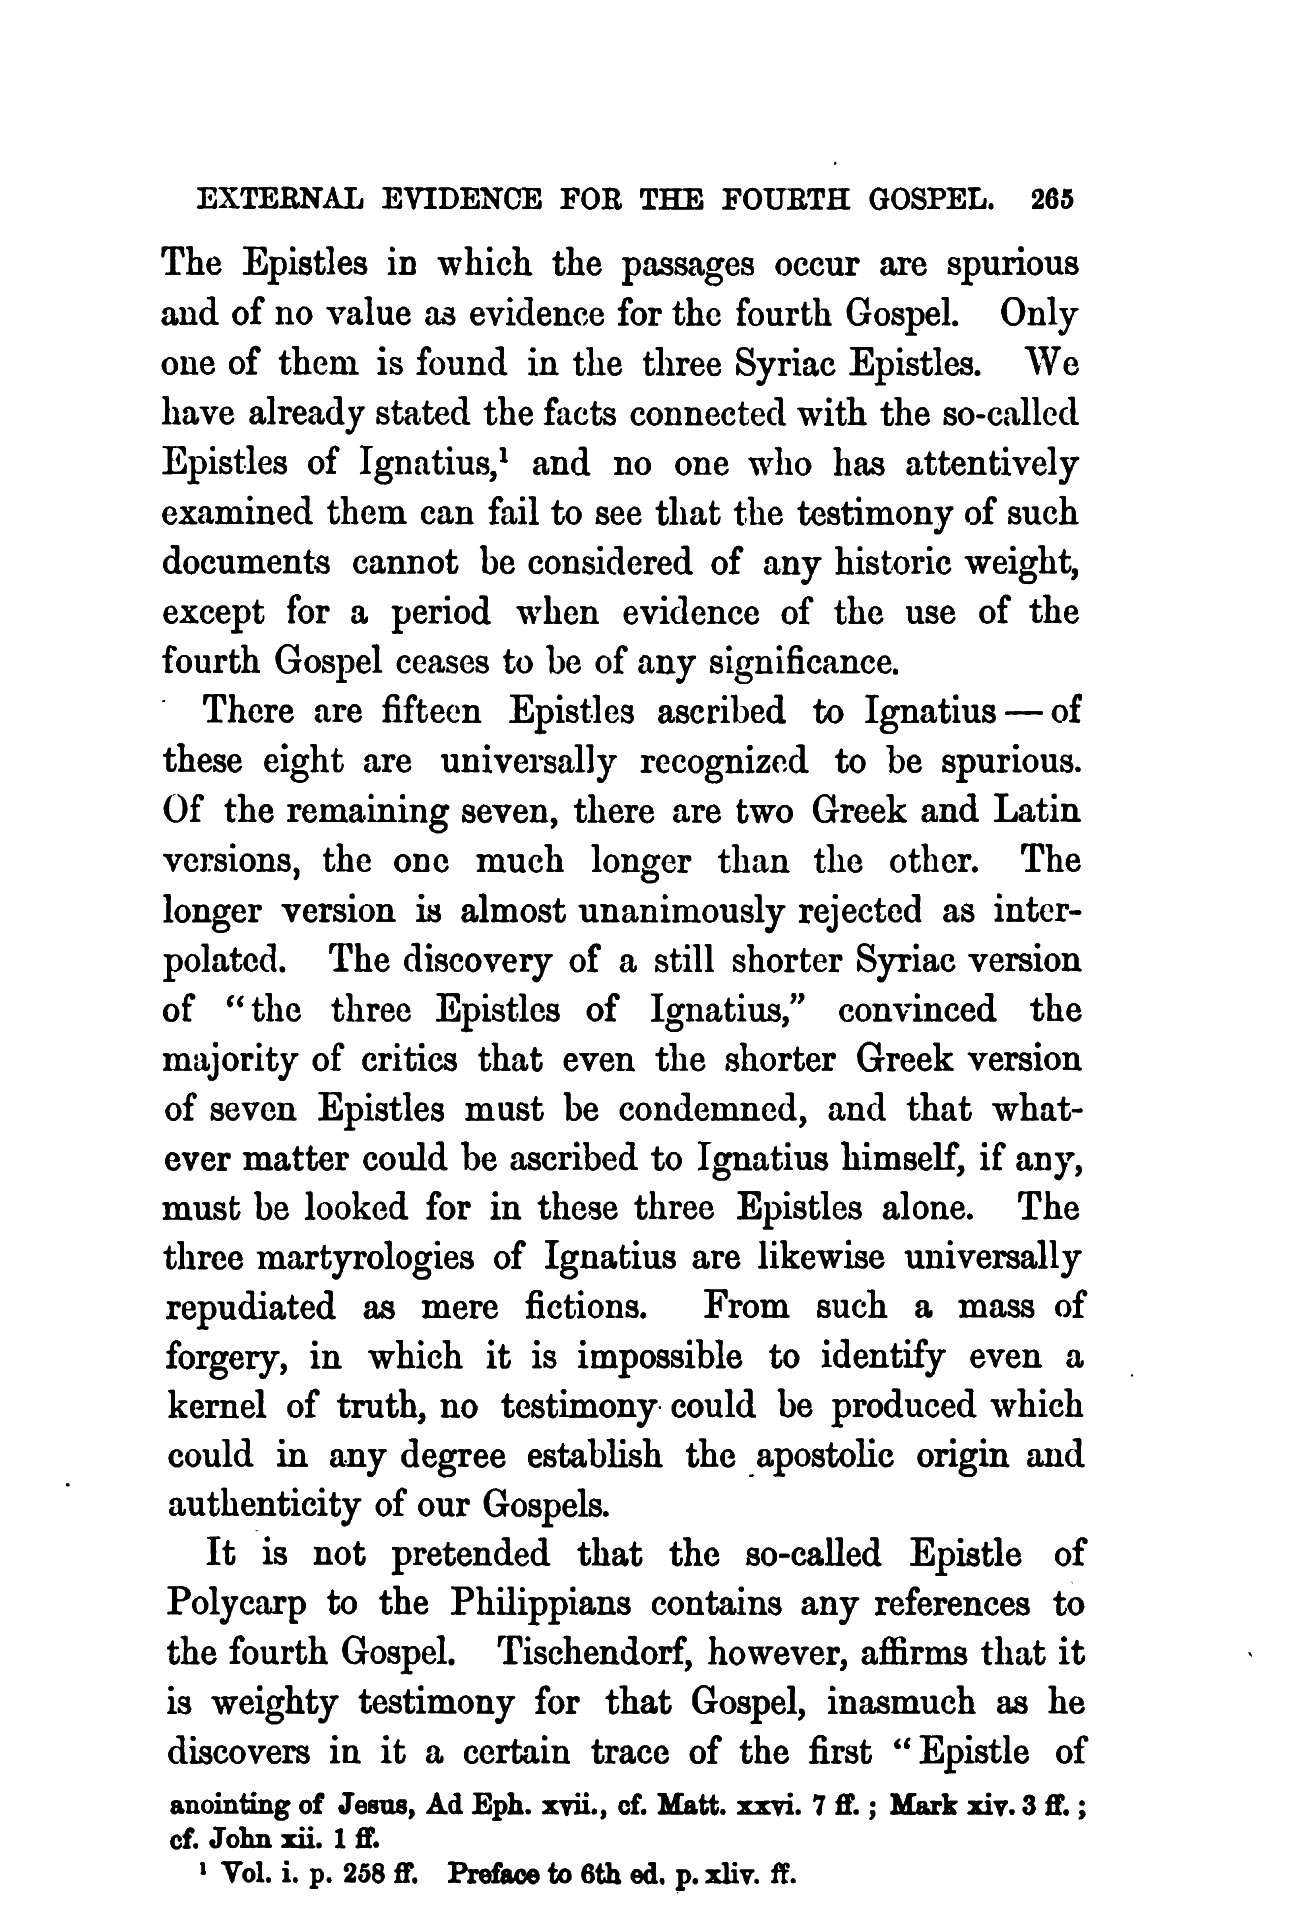 EXTERNAL EVIDENCE FOR THE FOURTH GOSPEL. 265
The Epistles in which the passages occur are spurious
and of no value as evidence for the fourth Gospel. Only
one of them is found in the three Syriac Epistles. We
have already stated the facts connected with the so-called
Epistles of Ignatius,¹ and no one who has attentively
examined them can fail to see that the testimony of such
documents cannot be considered of any historic weight,
except for a period when evidence of the use of the
fourth Gospel ceases to be of any significance.
There are fifteen Epistles ascribed to Ignatius — of
these eight are universally recognized to be spurious.
Of the remaining seven, there are two Greek and Latin
versions, the one much longer than the other. The
longer version is almost unanimously rejected as inter-
polated. The discovery of a still shorter Syriac version
of “the three Epistles of Ignatius,” convinced the
majority of critics that even the shorter Greek version
of seven Epistles must be condemned, and that what-
ever matter could be ascribed to Ignatius himself, if any,
must be looked for in these three Epistles alone. The
three martyrologies of Ignatius are likewise universally
repudiated as mere fictions. From such a mass of
forgery, in which it is impossible to identify even a
kernel of truth, no testimony could be produced which
could in any degree establish the apostolic origin and
authenticity of our Gospels.
It is not pretended that the so-called Epistle of
Polycarp to the Philippians contains any references to
the fourth Gospel. Tischendorf, however, affirms that it
is weighty testimony for that Gospel, inasmuch as he
discovers in it a certain trace of the first “Epistle of
anointing of Jesus, Ad Eph. xvii., cf. Matt. xxvi. 7 ff.; Mark xiv. 3 ff.;
cf. John xii. 1 ff.
¹ Vol. i. p. 258 ff. Preface to 6th ed. p. xliv. ff.